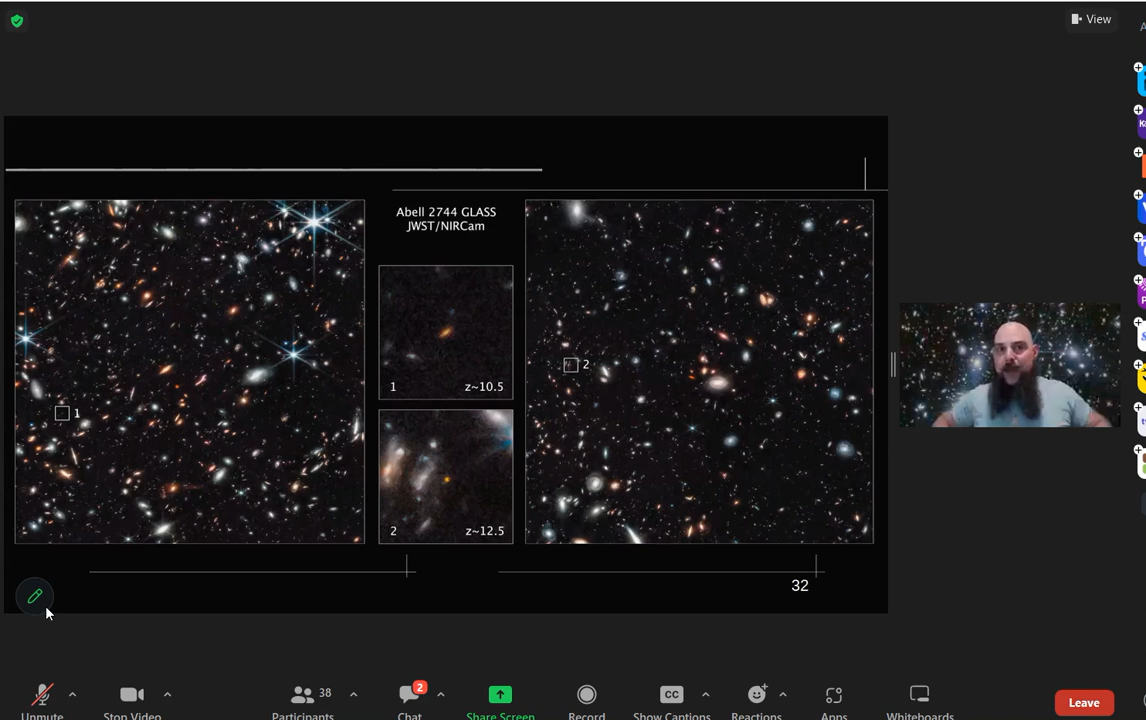 View
Abell 2744 GLASS
JWST/NIRCam
1
z~10.5
2
z~12.5
1
2
32
38
2
CC
Unmute
Stop Video
Participants
Chat
Share Screen
Record
Show Captions
Reactions
Apps
Whiteboards
Leave